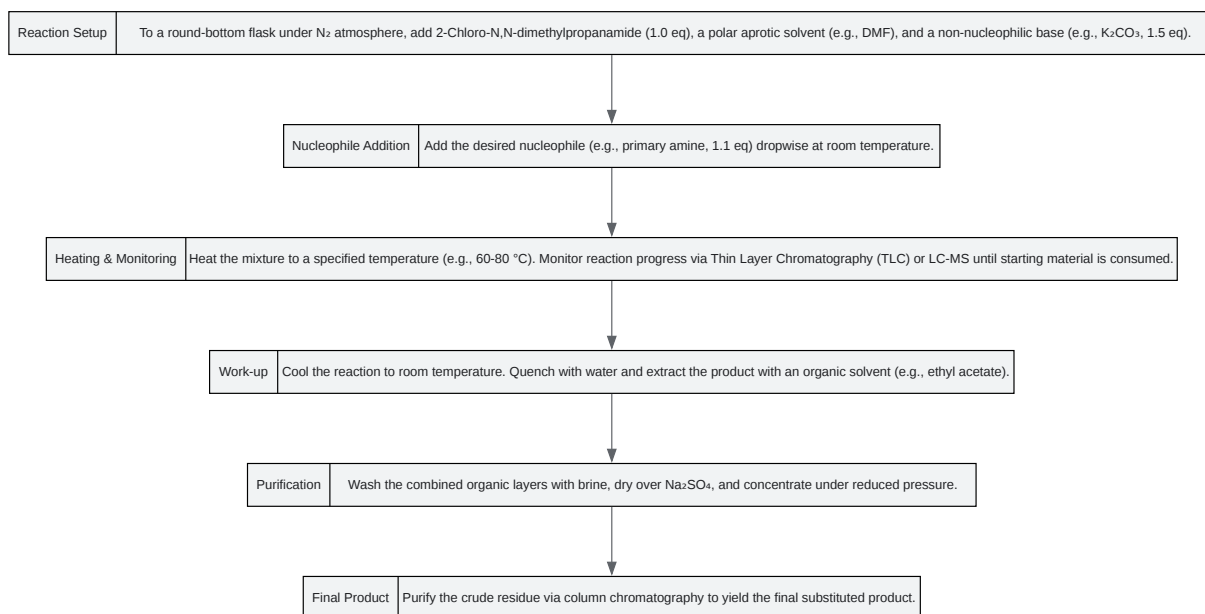 Reaction Setup To a round-bottom flask under N₂ atmosphere, add 2-Chloro-N,N-dimethylpropanamide (1.0 eq), a polar aprotic solvent (e.g., DMF), and a non-nucleophilic base (e.g., K₂CO₃, 1.5 eq).
Nucleophile Addition Add the desired nucleophile (e.g., primary amine, 1.1 eq) dropwise at room temperature.
Heating & Monitoring Heat the mixture to a specified temperature (e.g., 60-80 °C). Monitor reaction progress via Thin Layer Chromatography (TLC) or LC-MS until starting material is consumed.
Work-up Cool the reaction to room temperature. Quench with water and extract the product with an organic solvent (e.g., ethyl acetate).
Purification Wash the combined organic layers with brine, dry over Na₂SO₄, and concentrate under reduced pressure.
Final Product Purify the crude residue via column chromatography to yield the final substituted product.